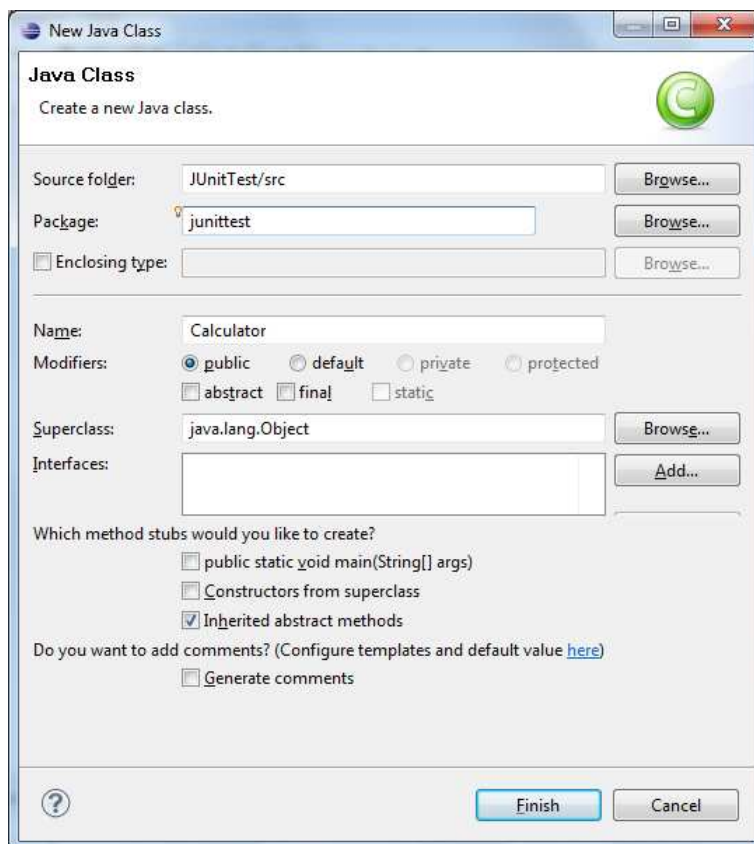 New Java Class
Java Class
Create a new Java class.
Source folder: JUnitTest/src Browse...
Package: junittest Browse...
Enclosing type: Browse...
Name: Calculator
Modifiers: public default private protected
abstract final static
Superclass: java.lang.Object Browse...
Interfaces: Add...
Which method stubs would you like to create?
public static void main(String[] args)
Constructors from superclass
Inherited abstract methods
Do you want to add comments? (Configure templates and default value here)
Generate comments
Finish Cancel